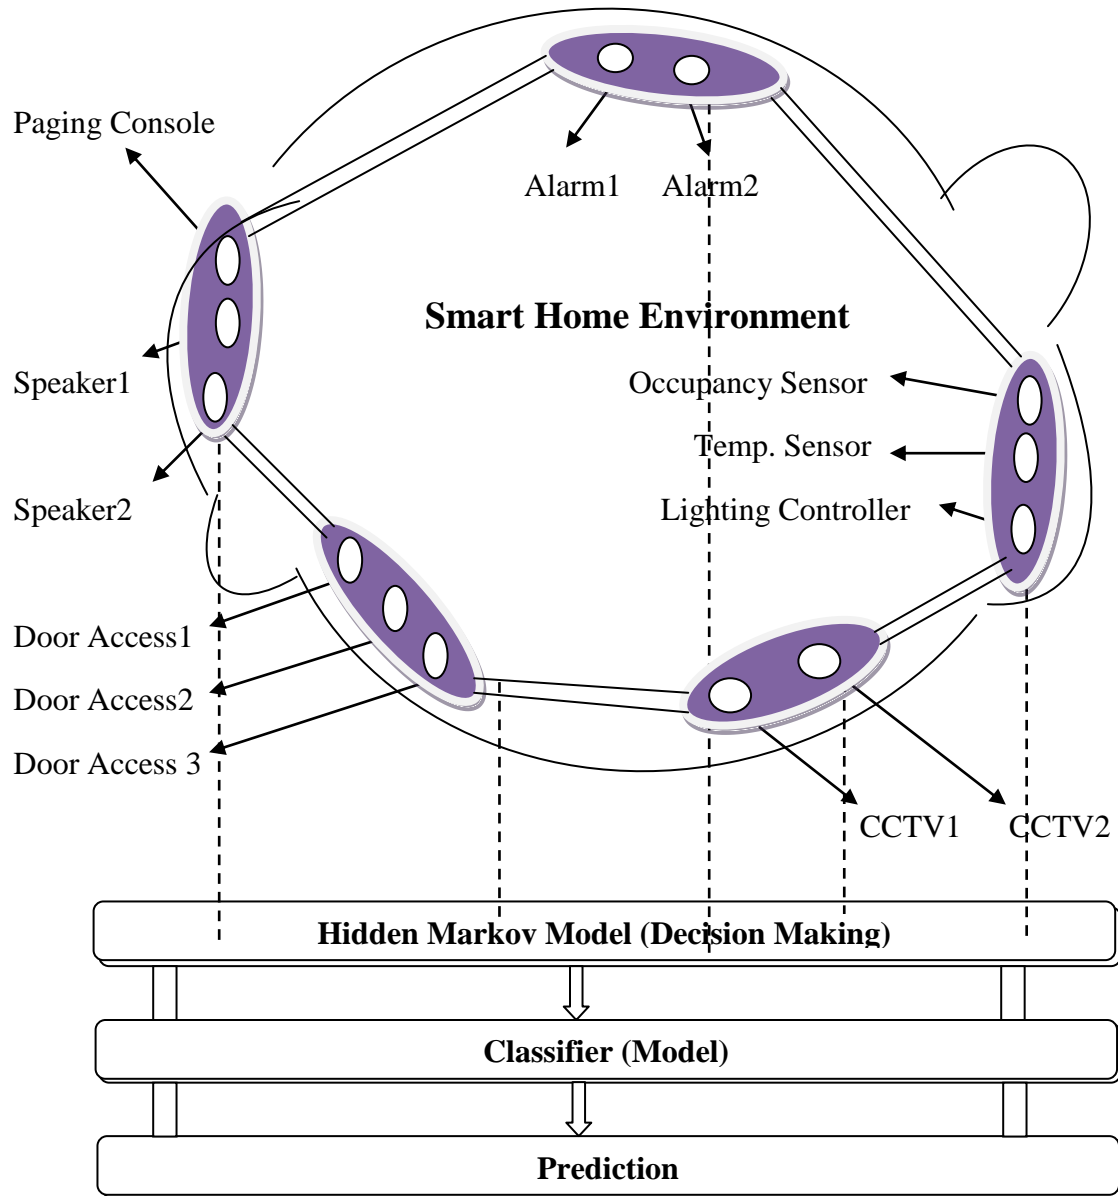 Paging Console
Alarm1
Alarm2
Smart Home Environment
Speaker1
Occupancy Sensor
Temp. Sensor
Speaker2
Lighting Controller
Door Access1
Door Access2
Door Access 3
CCTV1
CCTV2
Hidden Markov Model (Decision Making)
Classifier (Model)
Prediction